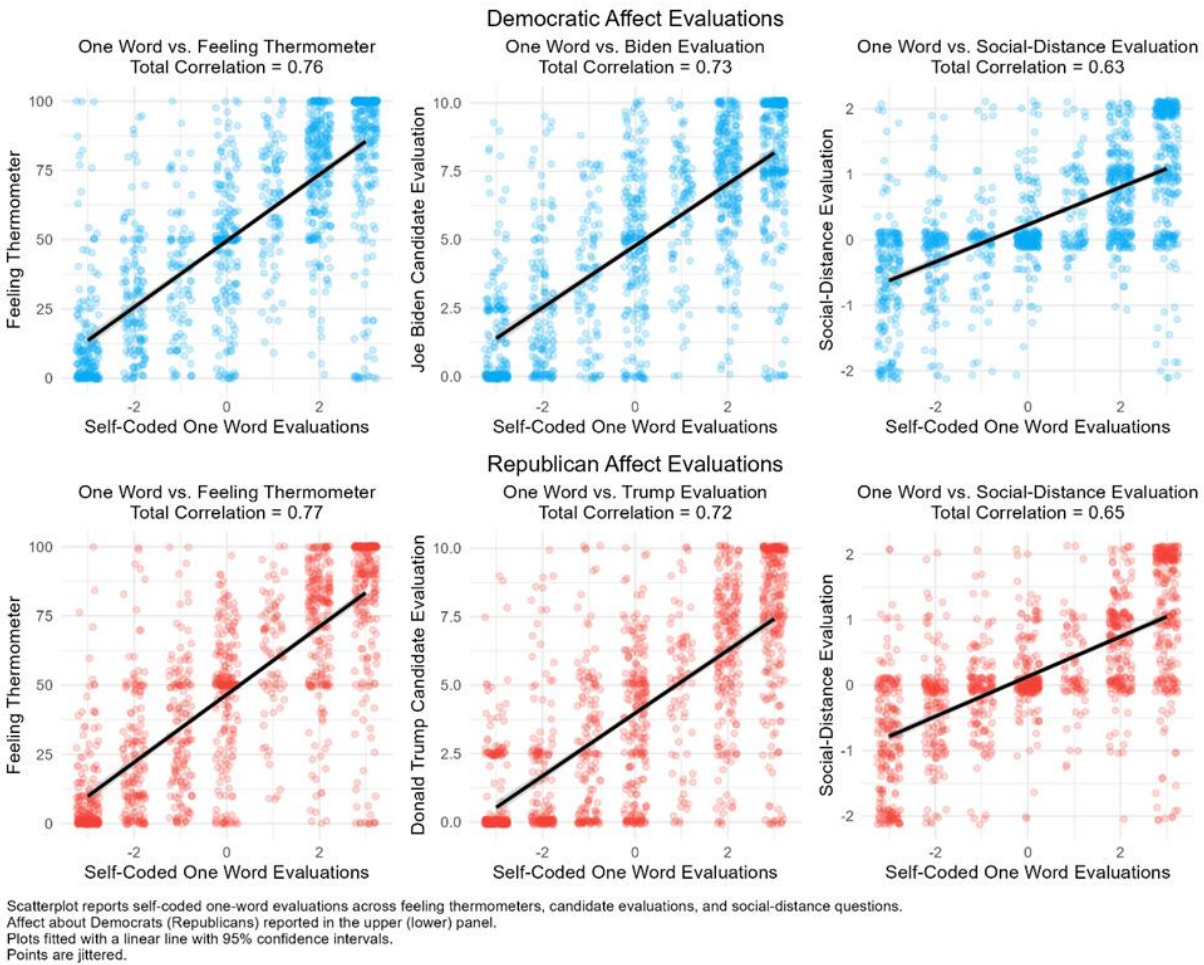 Democratic Affect Evaluations
One Word vs. Feeling Thermometer
Total Correlation = 0.76
One Word vs. Biden Evaluation
Total Correlation = 0.73
One Word vs. Social-Distance Evaluation
Total Correlation = 0.63
Feeling Thermometer
100
75
50
25
0
-2
0
2
Self-Coded One Word Evaluations
Joe Biden Candidate Evaluation
10.0
7.5
5.0
2.5
0.0
-2
0
2
Self-Coded One Word Evaluations
Social-Distance Evaluation
2
1
0
-1
-2
-2
0
2
Self-Coded One Word Evaluations
Republican Affect Evaluations
One Word vs. Feeling Thermometer
Total Correlation = 0.77
One Word vs. Trump Evaluation
Total Correlation = 0.72
One Word vs. Social-Distance Evaluation
Total Correlation = 0.65
Feeling Thermometer
100
75
50
25
0
-2
0
2
Self-Coded One Word Evaluations
Donald Trump Candidate Evaluation
10.0
7.5
5.0
2.5
0.0
-2
0
2
Self-Coded One Word Evaluations
Social-Distance Evaluation
2
1
0
-1
-2
-2
0
2
Self-Coded One Word Evaluations
Scatterplot reports self-coded one-word evaluations across feeling thermometers, candidate evaluations, and social-distance questions.
Affect about Democrats (Republicans) reported in the upper (lower) panel.
Plots fitted with a linear line with 95% confidence intervals.
Points are jittered.